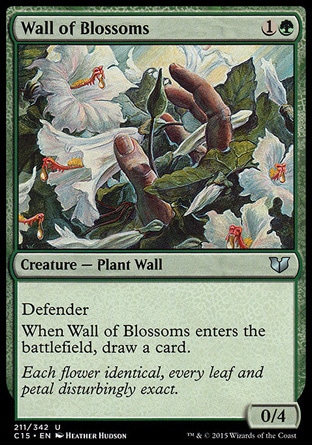 Wall of Blossoms 1
Creature — Plant Wall
Defender
When Wall of Blossoms enters the
battlefield, draw a card.
Each flower identical, every leaf and
petal disturbingly exact.
0/4
211/342 U
C15 • EN HEATHER HUDSON
™ & © 2015 Wizards of the Coast